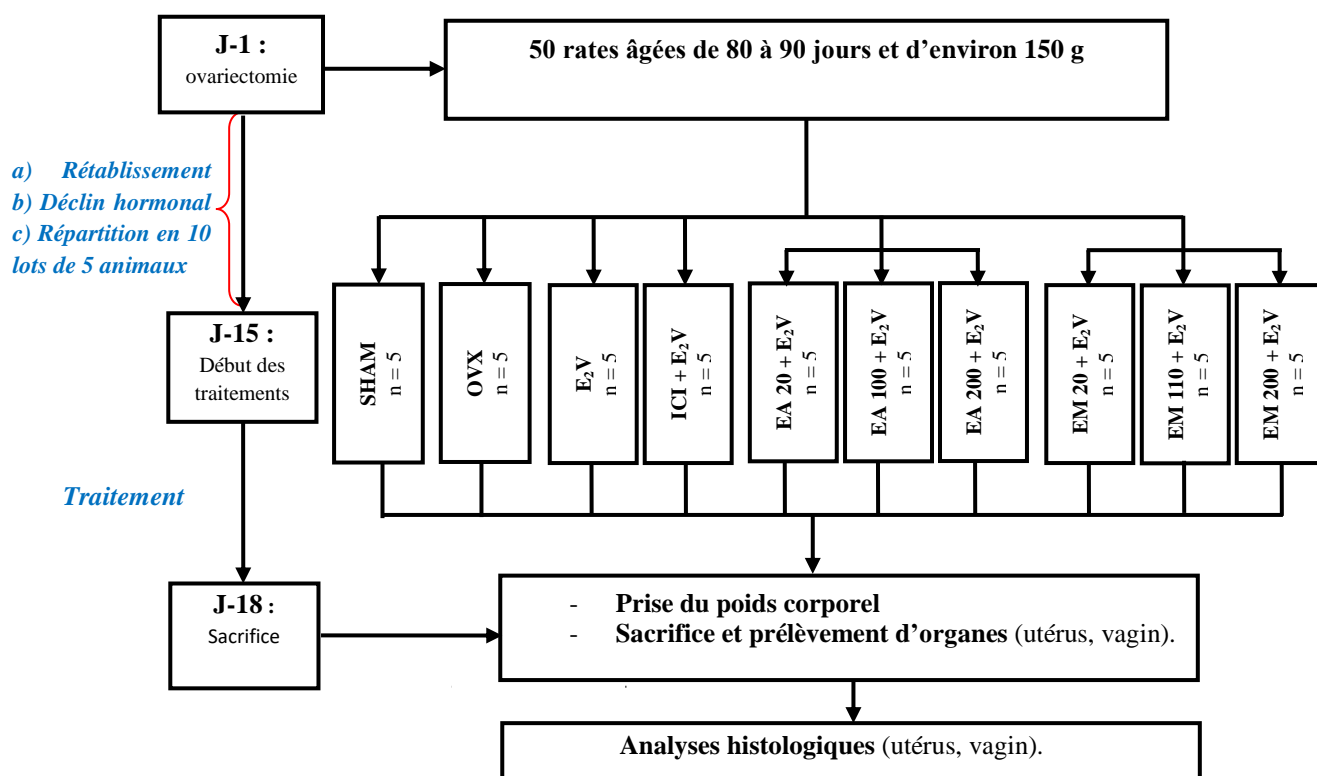 J-1 :
ovariectomie
50 rates âgées de 80 à 90 jours et d’environ 150 g
a) Rétablissement
b) Déclin hormonal
c) Répartition en 10
lots de 5 animaux
J-15 :
Début des
traitements
SHAM
n = 5
OVX
n = 5
E₂V
n = 5
ICI + E₂V
n = 5
EA 20 + E₂V
n = 5
EA 100 + E₂V
n = 5
EA 200 + E₂V
n = 5
EM 20 + E₂V
n = 5
EM 110 + E₂V
n = 5
EM 200 + E₂V
n = 5
Traitement
J-18 :
Sacrifice
- Prise du poids corporel
- Sacrifice et prélèvement d’organes (utérus, vagin).
Analyses histologiques (utérus, vagin).